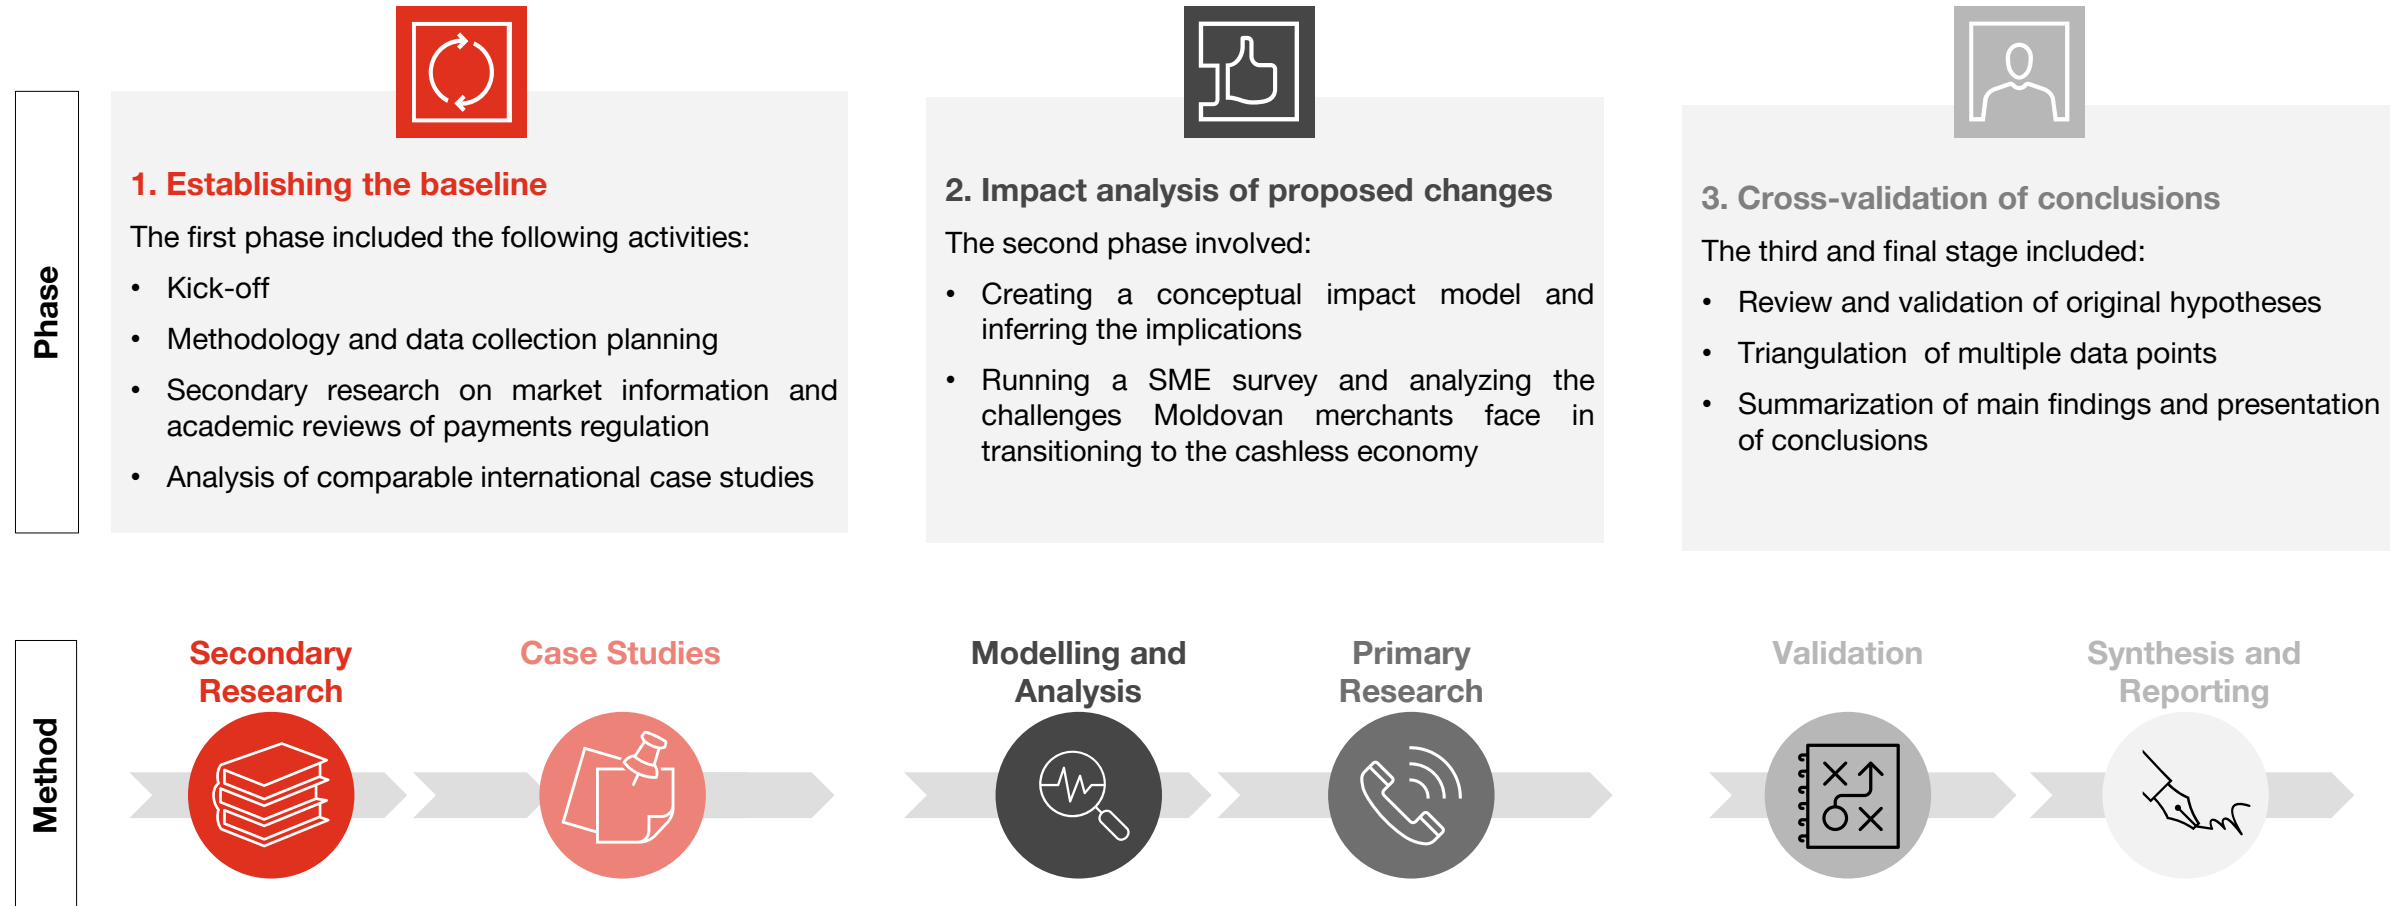 Phase
1. Establishing the baseline
The first phase included the following activities:
• Kick-off
• Methodology and data collection planning
• Secondary research on market information and
academic reviews of payments regulation
• Analysis of comparable international case studies
2. Impact analysis of proposed changes
The second phase involved:
• Creating a conceptual impact model and
inferring the implications
• Running a SME survey and analyzing the
challenges Moldovan merchants face in
transitioning to the cashless economy
3. Cross-validation of conclusions
The third and final stage included:
• Review and validation of original hypotheses
• Triangulation of multiple data points
• Summarization of main findings and presentation
of conclusions
Method
Secondary
Research
Case Studies
Modelling and
Analysis
Primary
Research
Validation
Synthesis and
Reporting